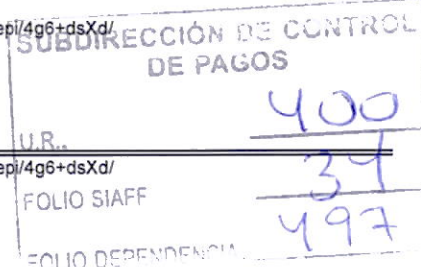 epi/4g6+dsXd/
SUBDIRECCIÓN DE CONTROL
DE PAGOS
U.R.. 400
epi/4g6+dsXd/
FOLIO SIAFF 34
FOLIO DEPENDENCIA 497